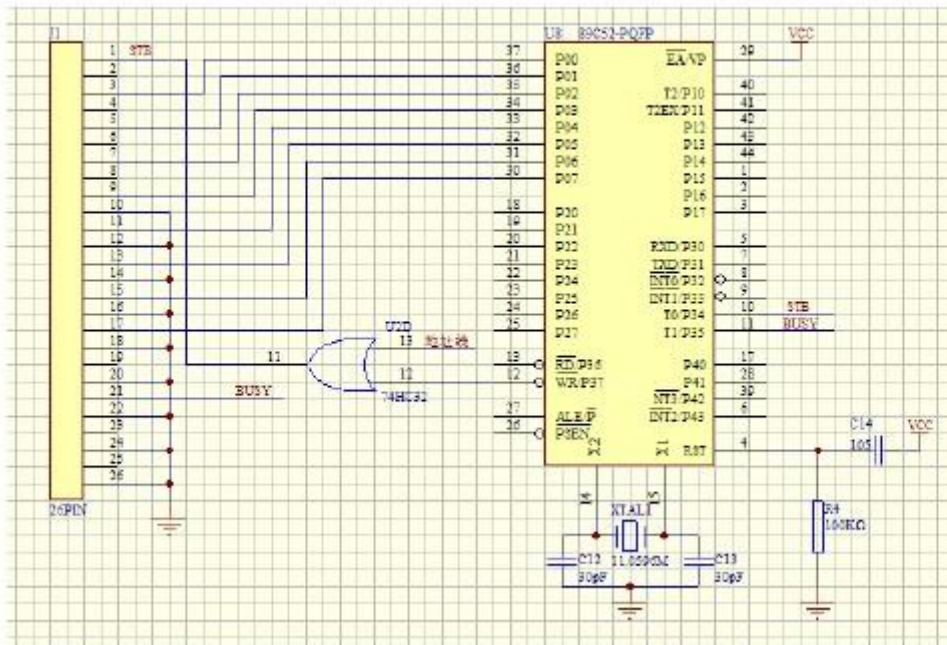 J1
1 STB
2
3
4
5
6
7
8
9
10
11
12
13
14
15
16
17
18
19
20
21 BUSY
22
23
24
25
26
26PIN
U8 89C52-PQFP
37 P00
36 P01
35 P02
34 P03
33 P04
32 P05
31 P06
30 P07
18 P20
19 P21
20 P22
21 P23
22 P24
23 P25
24 P26
25 P27
13 RD/P36
12 WR/P37
27 ALE/P
26 PSEN
EA/VP 29 VCC
T2/P10 40
T2EX/P11 41
P12 42
P13 43
P14 44
P15 1
P16 2
P17 3
RXD/P30 5
TXD/P31 7
INT0/P32 8
INT1/P33 9
T0/P34 10 STB
T1/P35 11 BUSY
P40 17
P41 28
P42 39
INT2/P43 6
RST 4
X2
X1
14
15
U7D
11
13 地址线
12
74HC32
XTAL1
C12
30pF
C13
30pF
C14
105
VCC
R4
100KΩ